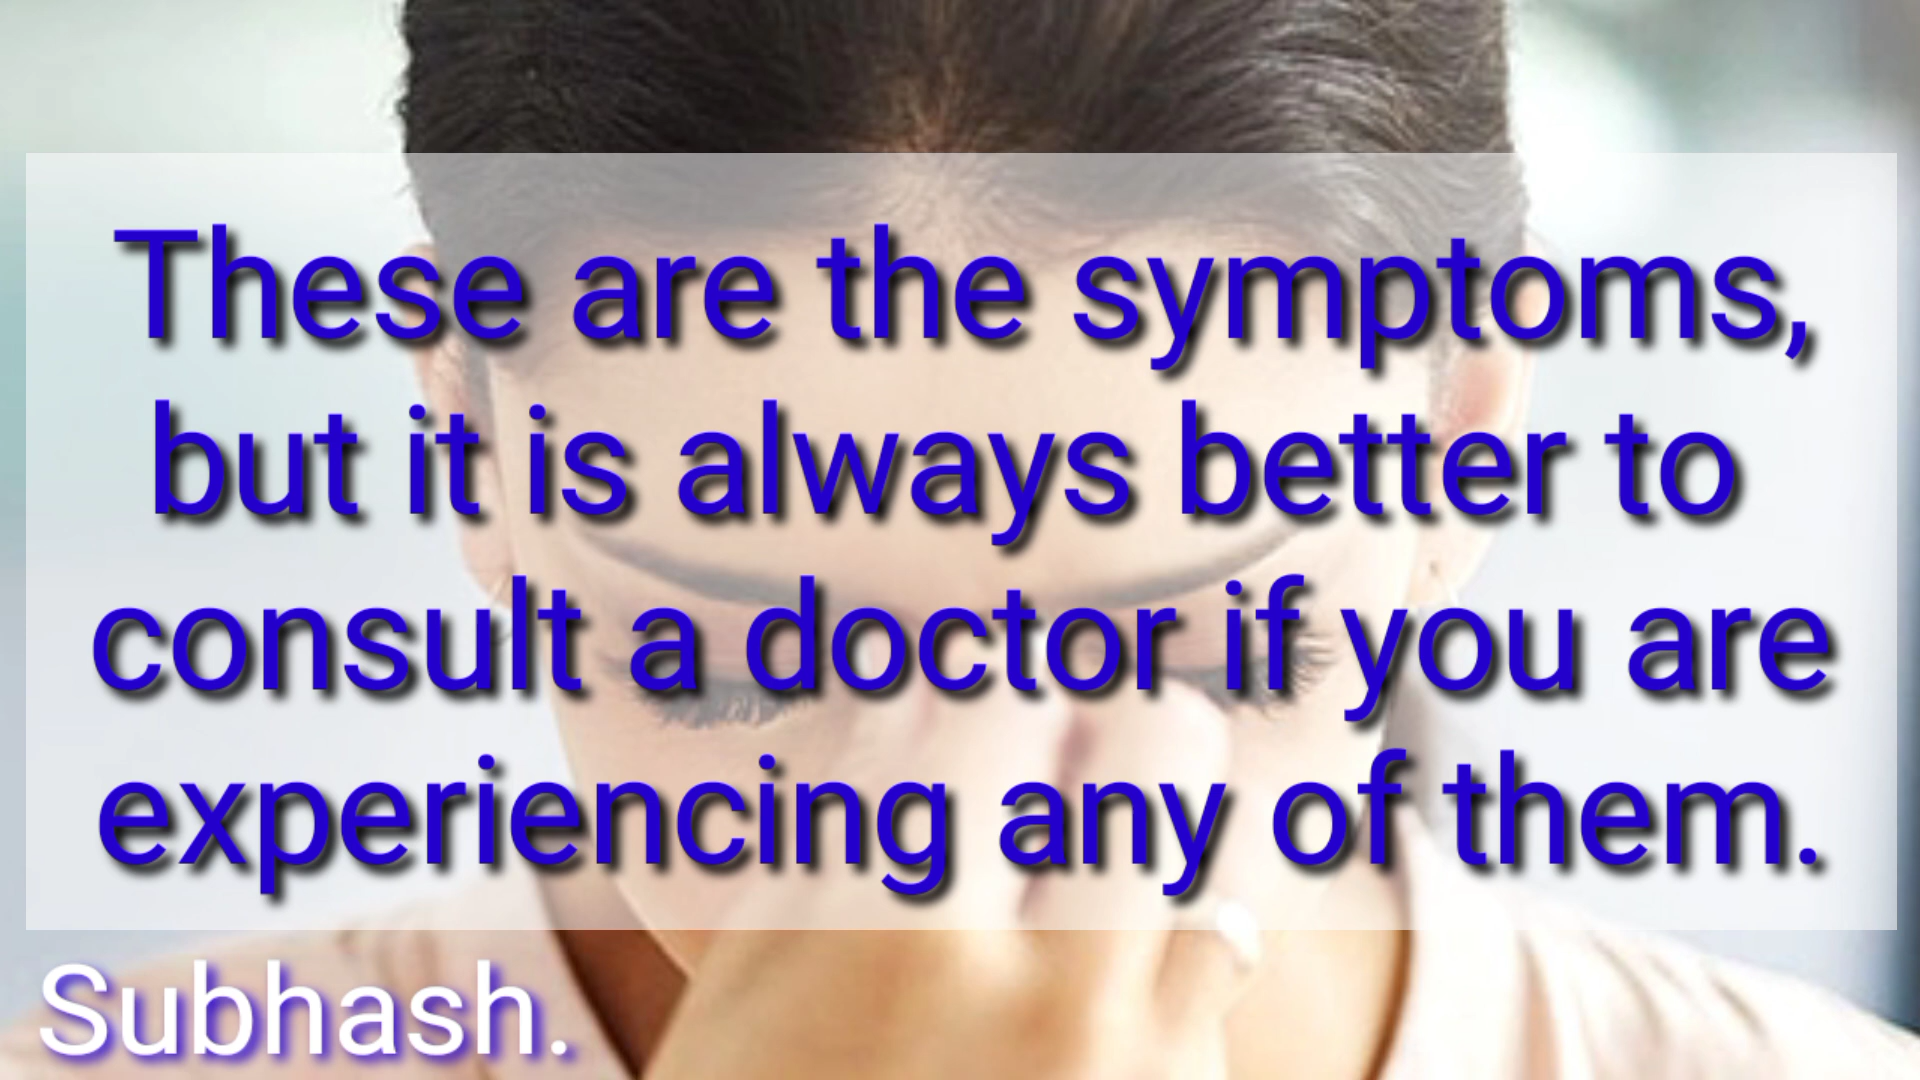 These are the symptoms,
but it is always better to
consult a doctor if you are
experiencing any of them.
Subhash.